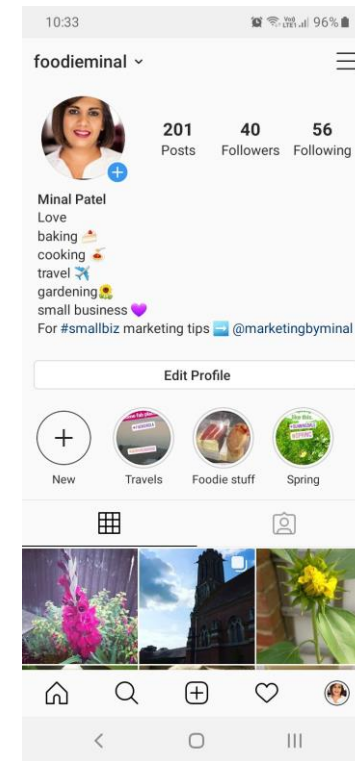 10:33
96%
foodieminal
201 40 56
Posts Followers Following
Minal Patel
Love
baking 🍰
cooking 🍝
travel ✈️
gardening🌻
small business 💜
For #smallbiz marketing tips ➡️ @marketingbyminal
Edit Profile
New Travels Foodie stuff Spring